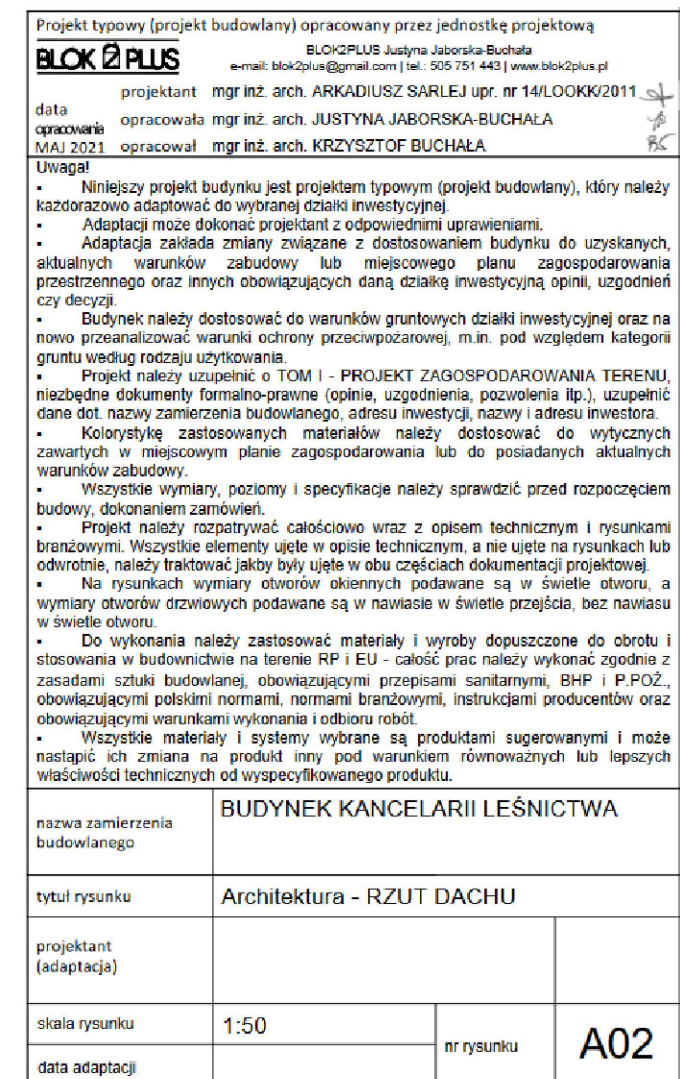 Projekt typowy (projekt budowlany) opracowany przez jednostkę projektową
BLOK 2 PLUS
BLOK2PLUS Justyna Jaborska-Buchała
e-mail: blok2plus@gmail.com | tel.: 505 751 443 | www.blok2plus.pl
data
opracowania
MAJ 2021
projektant mgr inż. arch. ARKADIUSZ SARLEJ upr. nr 14/LOOKK/2011
opracowała mgr inż. arch. JUSTYNA JABORSKA-BUCHAŁA
opracował mgr inż. arch. KRZYSZTOF BUCHAŁA
Uwaga!
▪ Niniejszy projekt budynku jest projektem typowym (projekt budowlany), który należy
każdorazowo adaptować do wybranej działki inwestycyjnej.
▪ Adaptacji może dokonać projektant z odpowiednimi uprawieniami.
▪ Adaptacja zakłada zmiany związane z dostosowaniem budynku do uzyskanych,
aktualnych warunków zabudowy lub miejscowego planu zagospodarowania
przestrzennego oraz innych obowiązujących daną działkę inwestycyjną opinii, uzgodnień
czy decyzji.
▪ Budynek należy dostosować do warunków gruntowych działki inwestycyjnej oraz na
nowo przeanalizować warunki ochrony przeciwpożarowej, m.in. pod względem kategorii
gruntu według rodzaju użytkowania.
▪ Projekt należy uzupełnić o TOM I - PROJEKT ZAGOSPODAROWANIA TERENU,
niezbędne dokumenty formalno-prawne (opinie, uzgodnienia, pozwolenia itp.), uzupełnić
dane dot. nazwy zamierzenia budowlanego, adresu inwestycji, nazwy i adresu inwestora.
▪ Kolorystykę zastosowanych materiałów należy dostosować do wytycznych
zawartych w miejscowym planie zagospodarowania lub do posiadanych aktualnych
warunków zabudowy.
▪ Wszystkie wymiary, poziomy i specyfikacje należy sprawdzić przed rozpoczęciem
budowy, dokonaniem zamówień.
▪ Projekt należy rozpatrywać całościowo wraz z opisem technicznym i rysunkami
branżowymi. Wszystkie elementy ujęte w opisie technicznym, a nie ujęte na rysunkach lub
odwrotnie, należy traktować jakby były ujęte w obu częściach dokumentacji projektowej.
▪ Na rysunkach wymiary otworów okiennych podawane są w świetle otworu, a
wymiary otworów drzwiowych podawane są w nawiasie w świetle przejścia, bez nawiasu
w świetle otworu.
▪ Do wykonania należy zastosować materiały i wyroby dopuszczone do obrotu i
stosowania w budownictwie na terenie RP i EU - całość prac należy wykonać zgodnie z
zasadami sztuki budowlanej, obowiązującymi przepisami sanitarnymi, BHP i P.POŻ.,
obowiązującymi polskimi normami, normami branżowymi, instrukcjami producentów oraz
obowiązującymi warunkami wykonania i odbioru robót.
▪ Wszystkie materiały i systemy wybrane są produktami sugerowanymi i może
nastąpić ich zmiana na produkt inny pod warunkiem równoważnych lub lepszych
właściwości technicznych od wyspecyfikowanego produktu.
nazwa zamierzenia
budowlanego
BUDYNEK KANCELARII LEŚNICTWA
tytuł rysunku
Architektura - RZUT DACHU
projektant
(adaptacja)
skala rysunku
1:50
nr rysunku
A02
data adaptacji